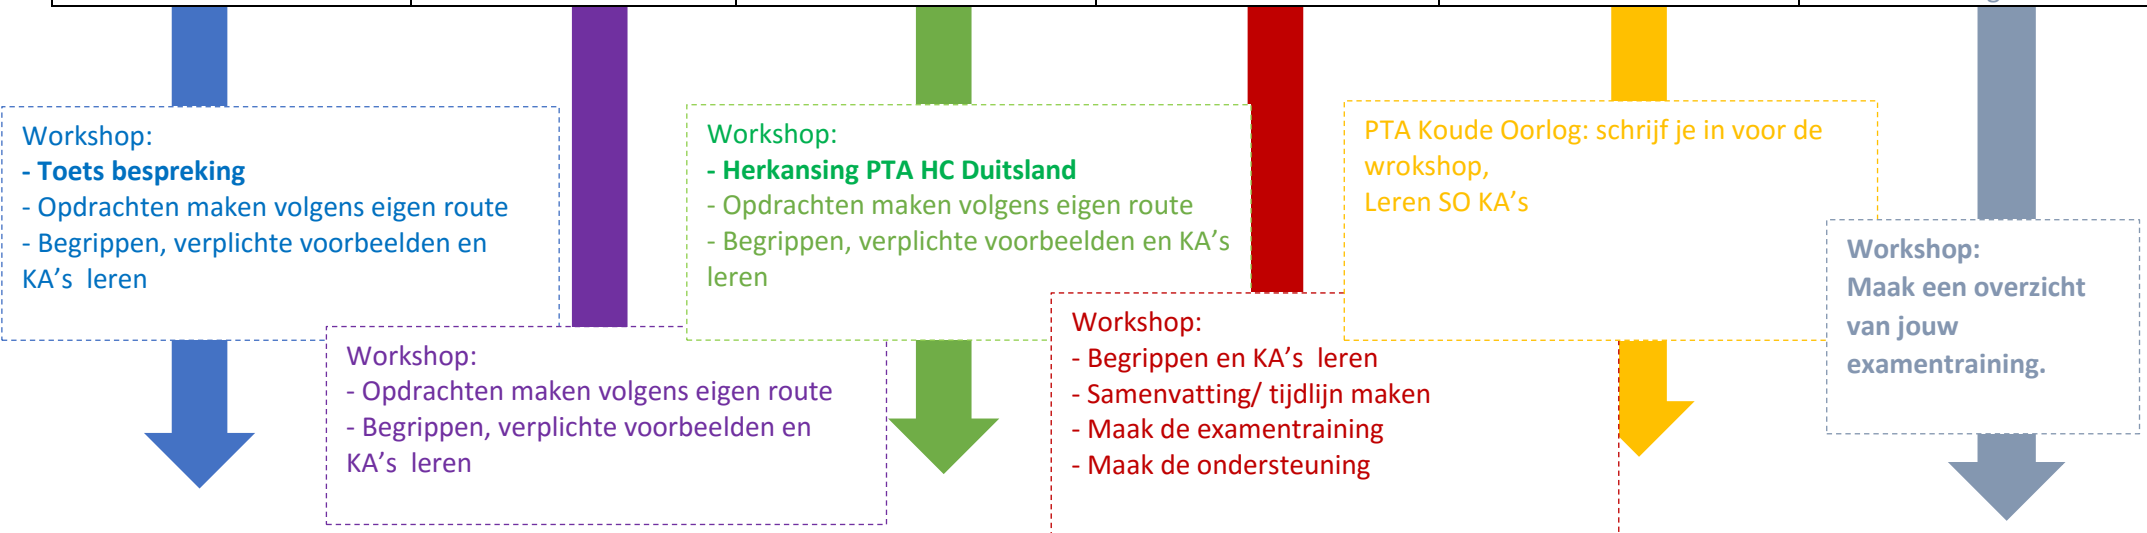 Workshop:
- Toets bespreking
- Opdrachten maken volgens eigen route
- Begrippen, verplichte voorbeelden en
KA’s  leren
Workshop:
- Opdrachten maken volgens eigen route
- Begrippen, verplichte voorbeelden en
KA’s  leren
Workshop:
- Herkansing PTA HC Duitsland
- Opdrachten maken volgens eigen route
- Begrippen, verplichte voorbeelden en KA’s
leren
Workshop:
- Begrippen en KA’s  leren
- Samenvatting/ tijdlijn maken
- Maak de examentraining
- Maak de ondersteuning
PTA Koude Oorlog: schrijf je in voor de
wrokshop,
Leren SO KA’s
Workshop:
Maak een overzicht
van jouw
examentraining.